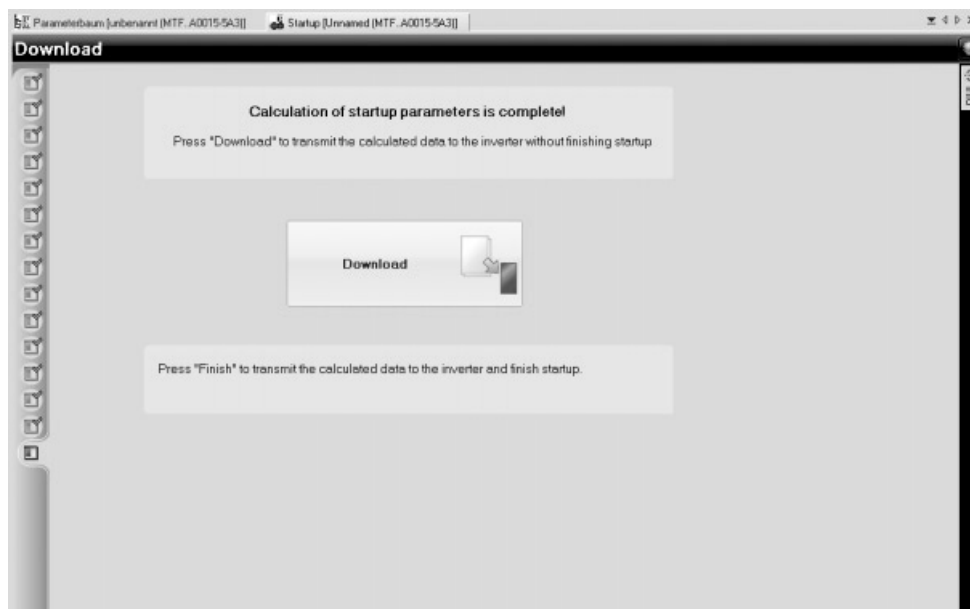 Parameterbaum [unbenannt (MTF..A0015-5A3)]
Startup [Unnamed (MTF..A0015-5A3)]
Download
Calculation of startup parameters is complete!
Press "Download" to transmit the calculated data to the inverter without finishing startup
Download
Press "Finish" to transmit the calculated data to the inverter and finish startup.